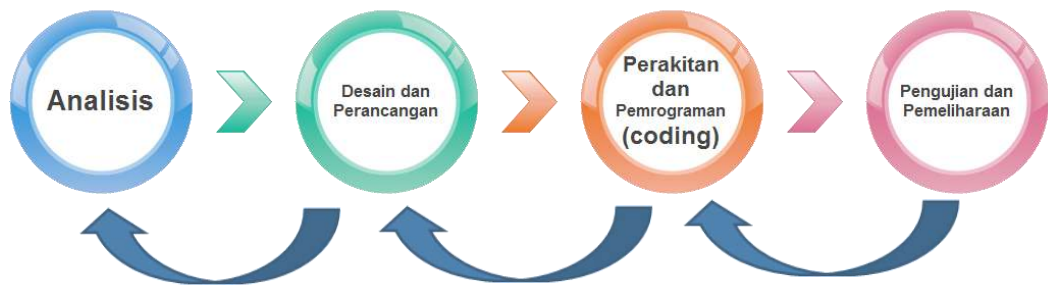 Analisis
Desain dan
Perancangan
Perakitan
dan
Pemrograman
(coding)
Pengujian dan
Pemeliharaan